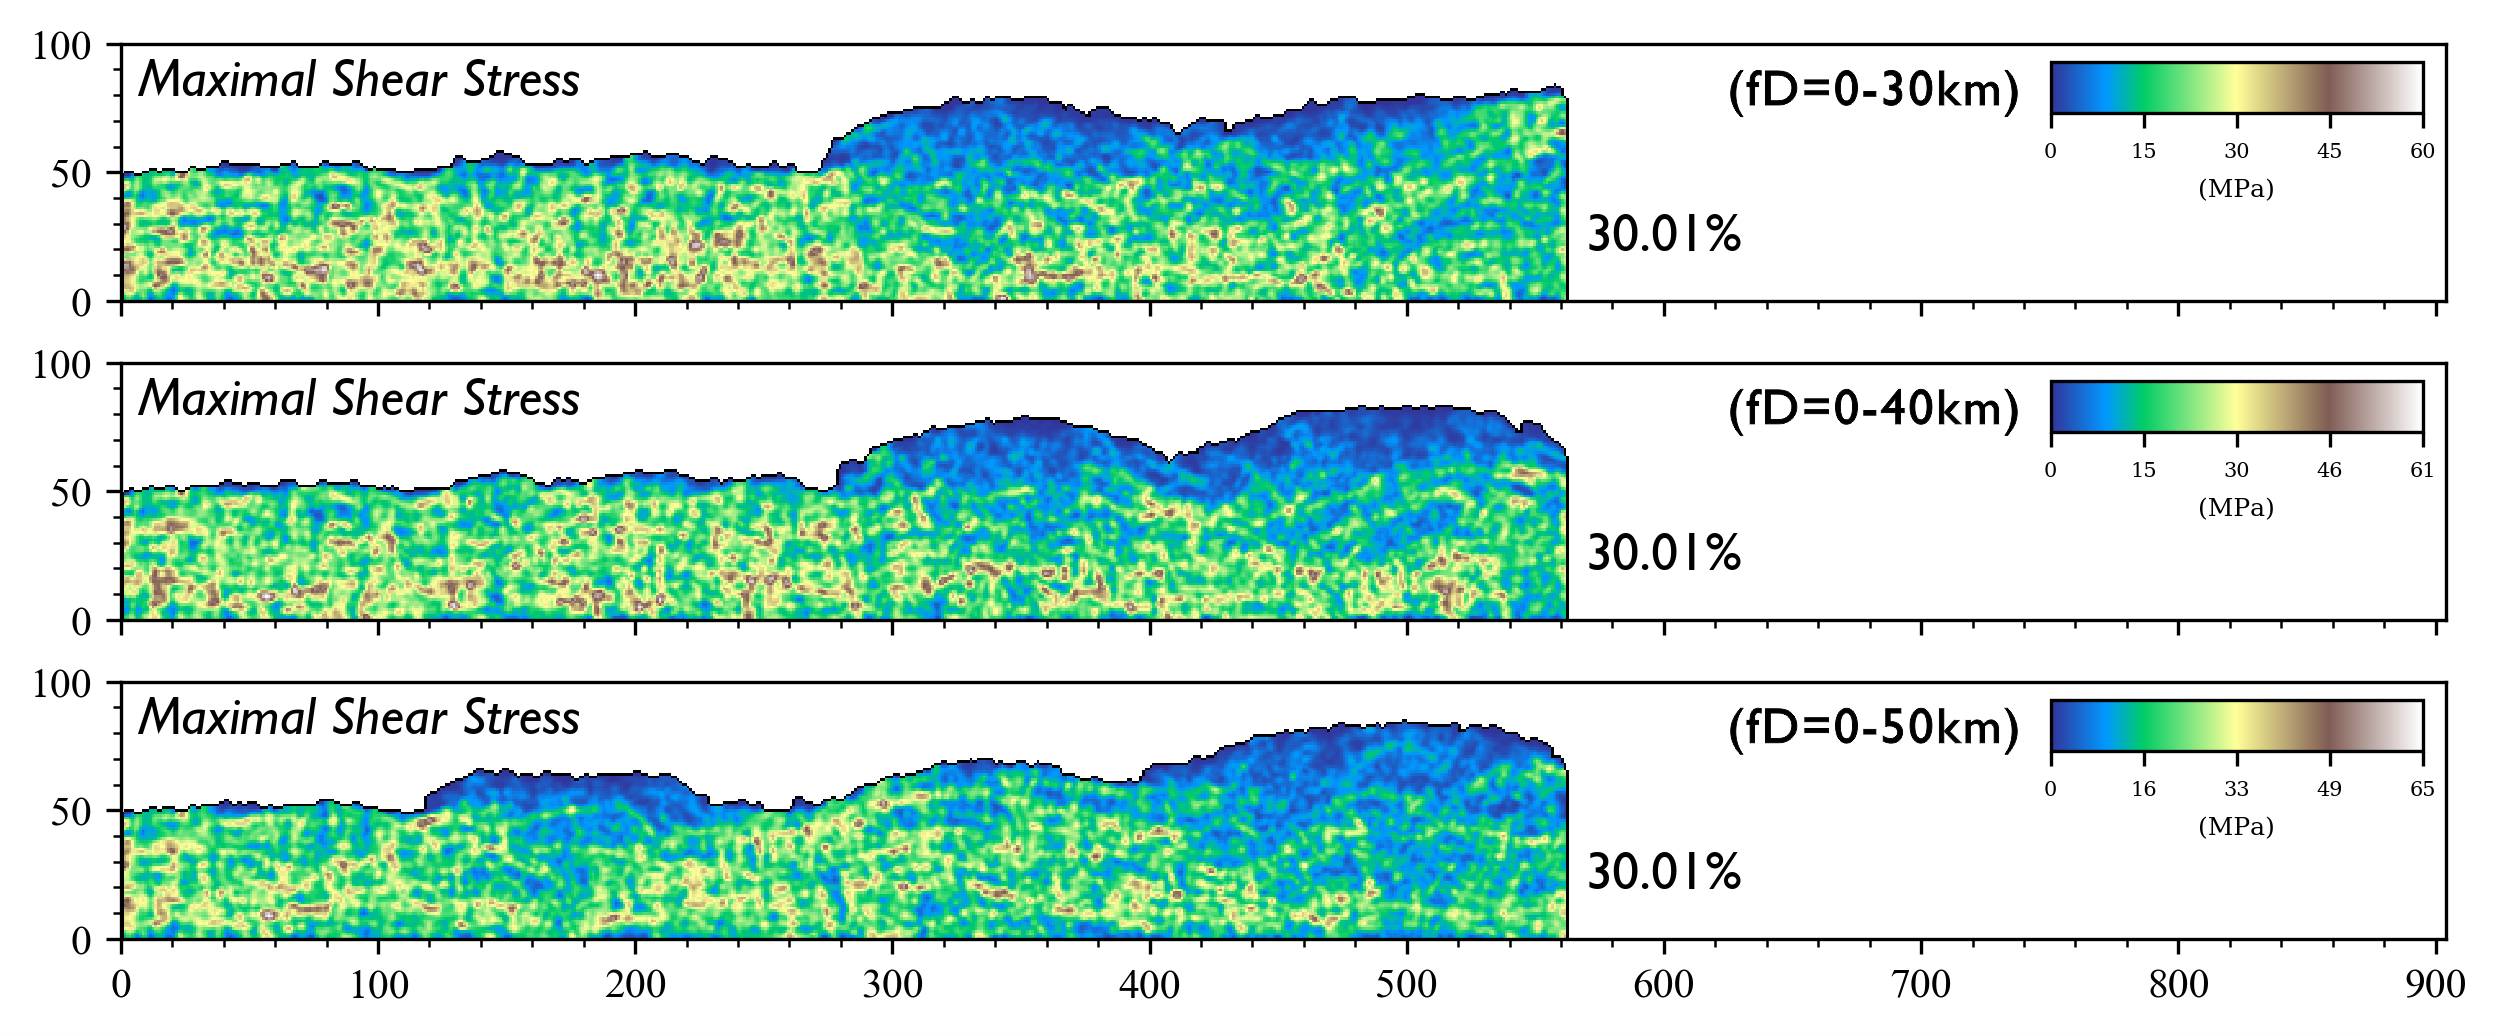 100
50
0
Maximal Shear Stress
(fD=0-30km)
0 15 30 45 60
(MPa)
30.01%
100
50
0
Maximal Shear Stress
(fD=0-40km)
0 15 30 46 61
(MPa)
30.01%
100
50
0
Maximal Shear Stress
(fD=0-50km)
0 16 33 49 65
(MPa)
30.01%
0 100 200 300 400 500 600 700 800 900